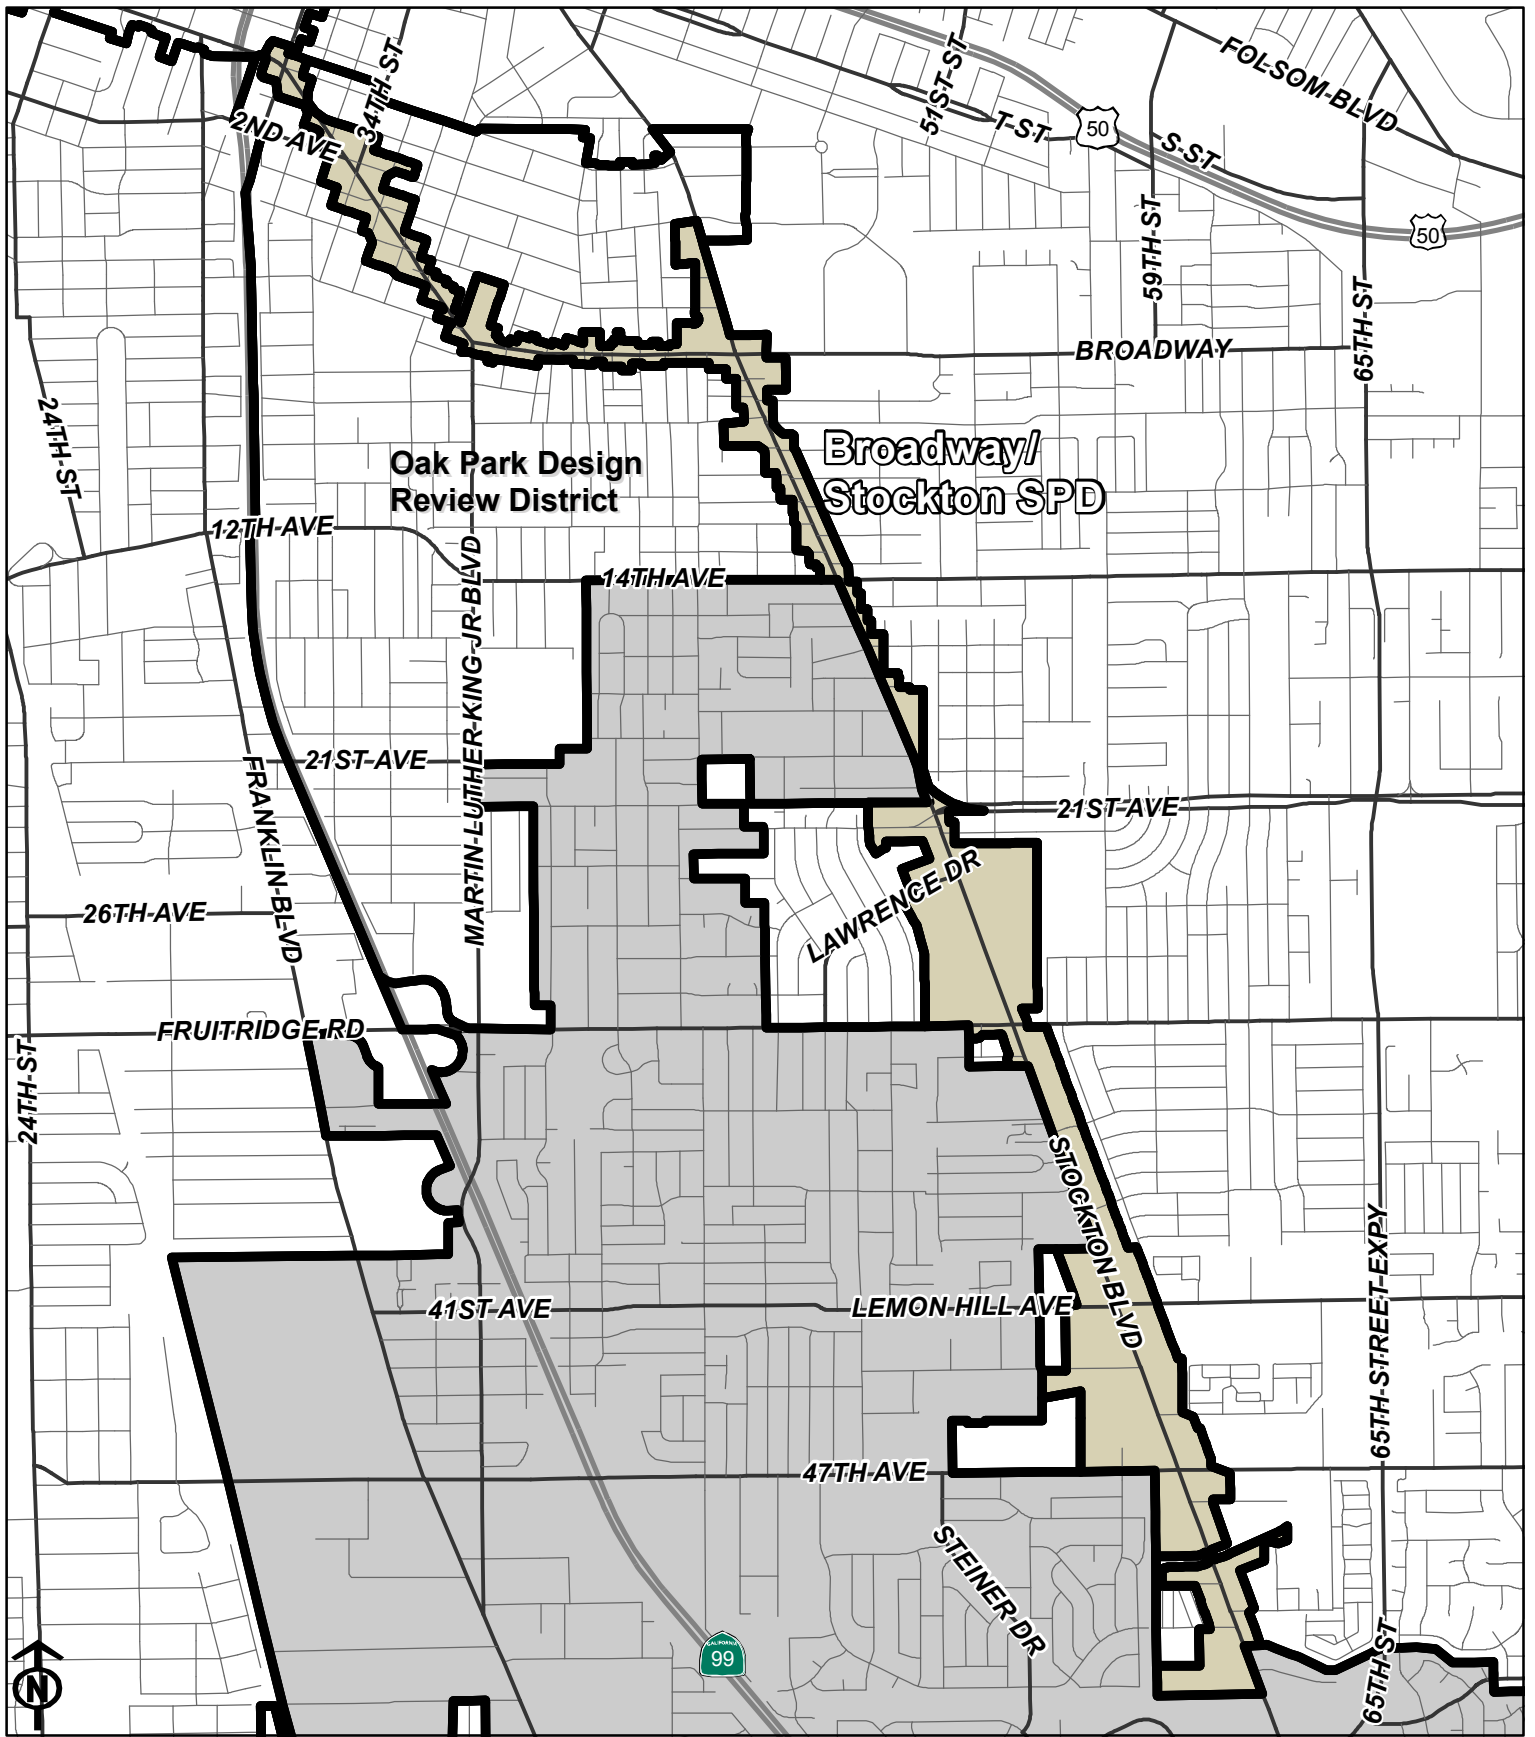 34TH ST
51ST ST
FOLSOM BLVD
2ND AVE
T ST
50
S ST
50
59TH ST
65TH ST
BROADWAY
24TH ST
Oak Park Design
Review District
Broadway/
Stockton SPD
12TH AVE
14TH AVE
MARTIN LUTHER KING JR BLVD
21ST AVE
FRANKLIN BLVD
21ST AVE
LAWRENCE DR
26TH AVE
FRUITRIDGE RD
24TH ST
STOCKTON BLVD
65TH STREET EXPY
41ST AVE
LEMON HILL AVE
47TH AVE
STEINER DR
CALIFORNIA
99
65TH ST
N